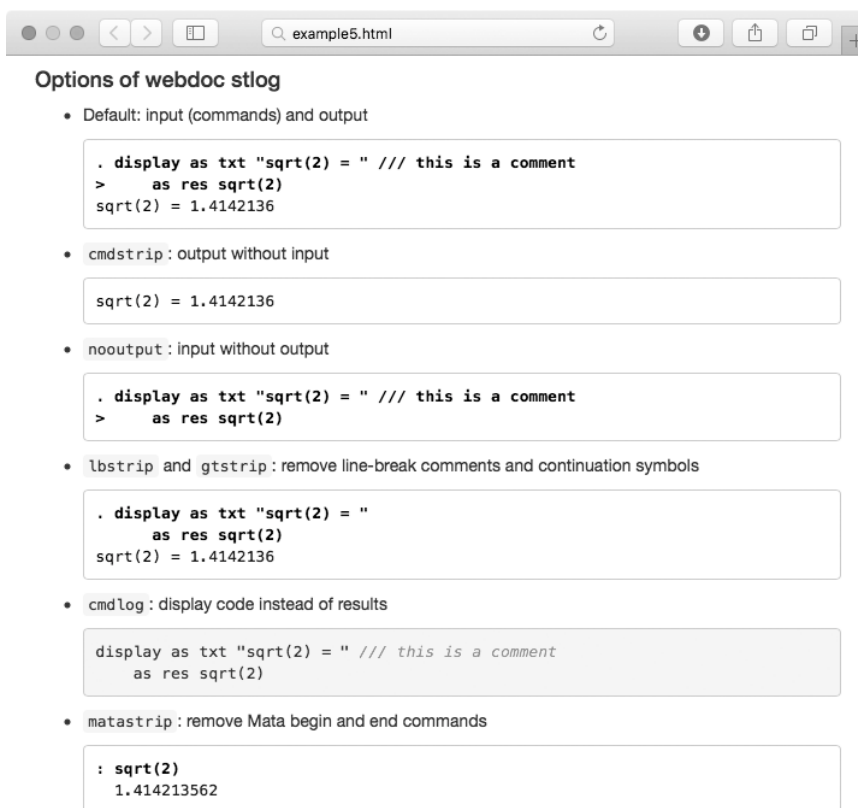 example5.html
Options of webdoc stlog
• Default: input (commands) and output
. display as txt "sqrt(2) = " /// this is a comment
>     as res sqrt(2)
sqrt(2) = 1.4142136
• cmdstrip: output without input
sqrt(2) = 1.4142136
• nooutput: input without output
. display as txt "sqrt(2) = " /// this is a comment
>     as res sqrt(2)
• lbstrip and gtstrip: remove line-break comments and continuation symbols
. display as txt "sqrt(2) = "
      as res sqrt(2)
sqrt(2) = 1.4142136
• cmdlog: display code instead of results
display as txt "sqrt(2) = " /// this is a comment
    as res sqrt(2)
• matastrip: remove Mata begin and end commands
: sqrt(2)
  1.414213562